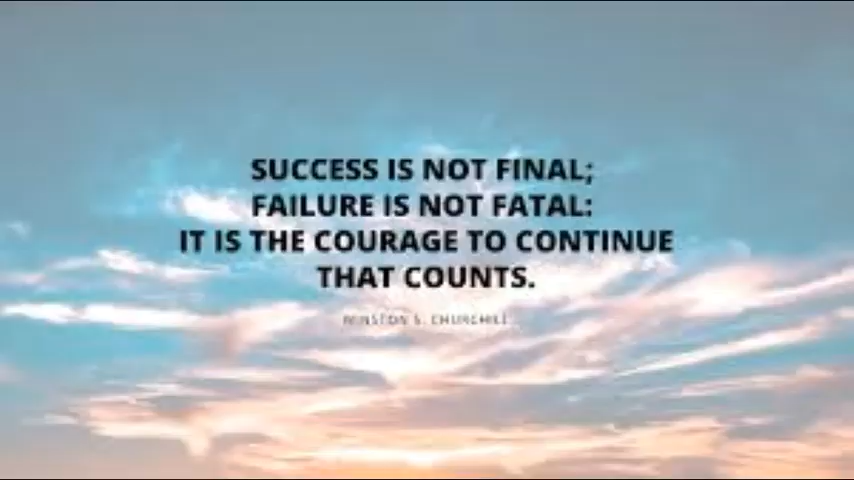 SUCCESS IS NOT FINAL;
FAILURE IS NOT FATAL:
IT IS THE COURAGE TO CONTINUE
THAT COUNTS.
WINSTON S. CHURCHILL